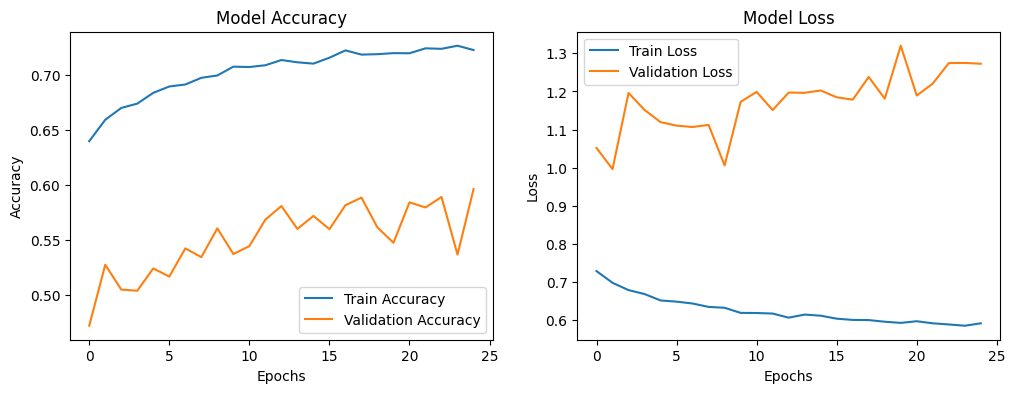 Model Accuracy
Accuracy
0.70
0.65
0.60
0.55
0.50
Train Accuracy
Validation Accuracy
0 5 10 15 20 25
Epochs
Model Loss
Loss
Train Loss
Validation Loss
1.3
1.2
1.1
1.0
0.9
0.8
0.7
0.6
0 5 10 15 20 25
Epochs